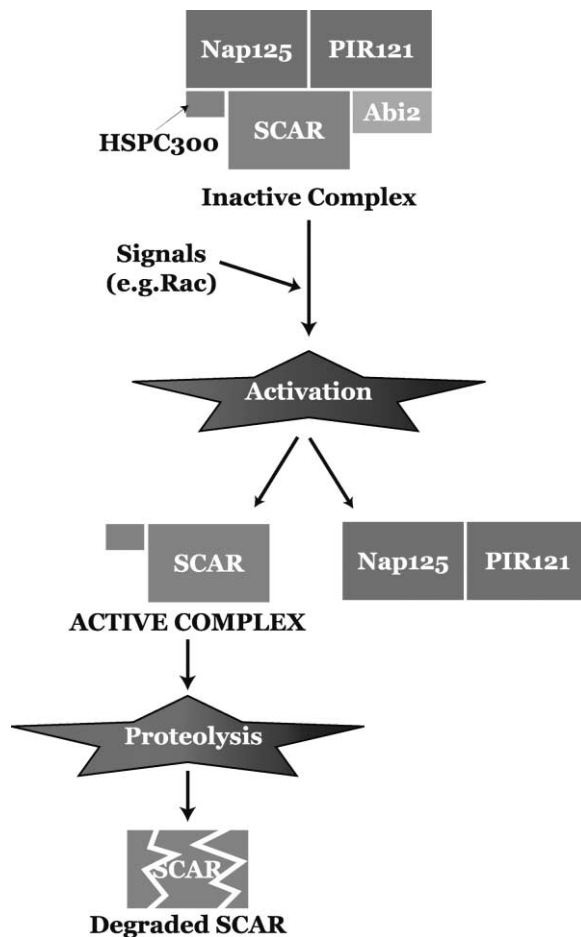 Nap125 PIR121
HSPC300 SCAR Abi2
Inactive Complex
Signals
(e.g.Rac)
Activation
SCAR Nap125 PIR121
ACTIVE COMPLEX
Proteolysis
SCAR
Degraded SCAR